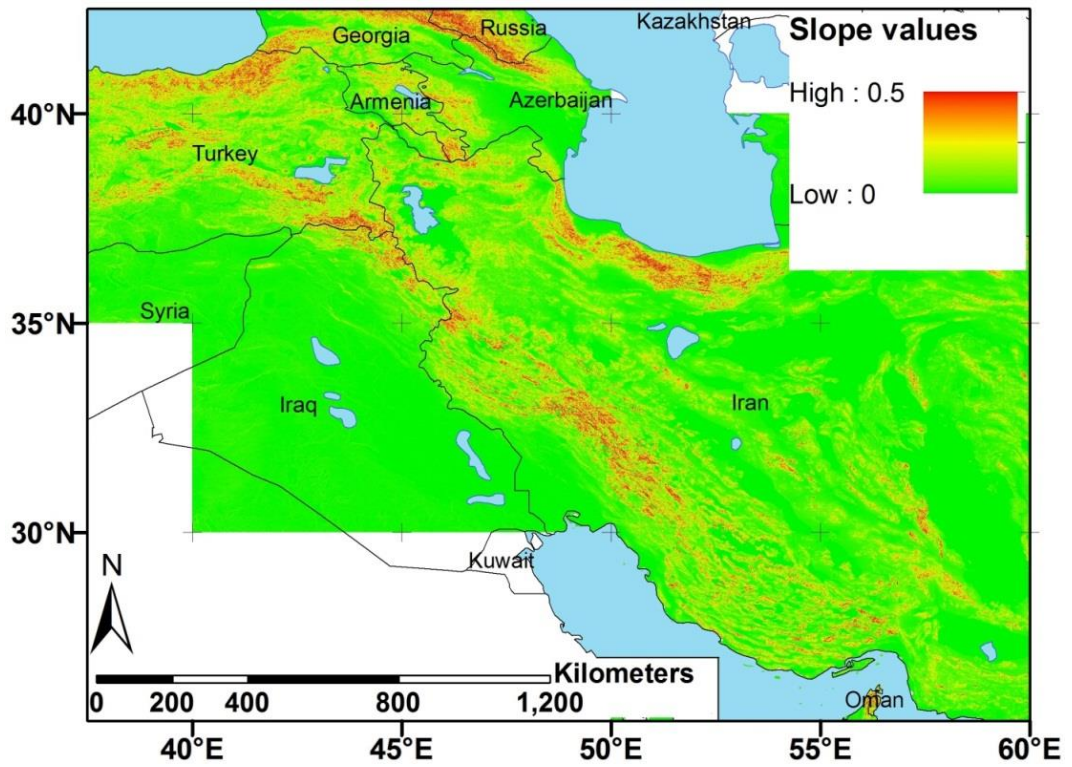 Kazakhstan
Russia
Georgia
Slope values
High : 0.5
Armenia
Azerbaijan
40°N
Turkey
Low : 0
Syria
35°N
Iraq
Iran
30°N
Kuwait
N
Kilometers
0 200 400 800 1,200
Oman
40°E 45°E 50°E 55°E 60°E